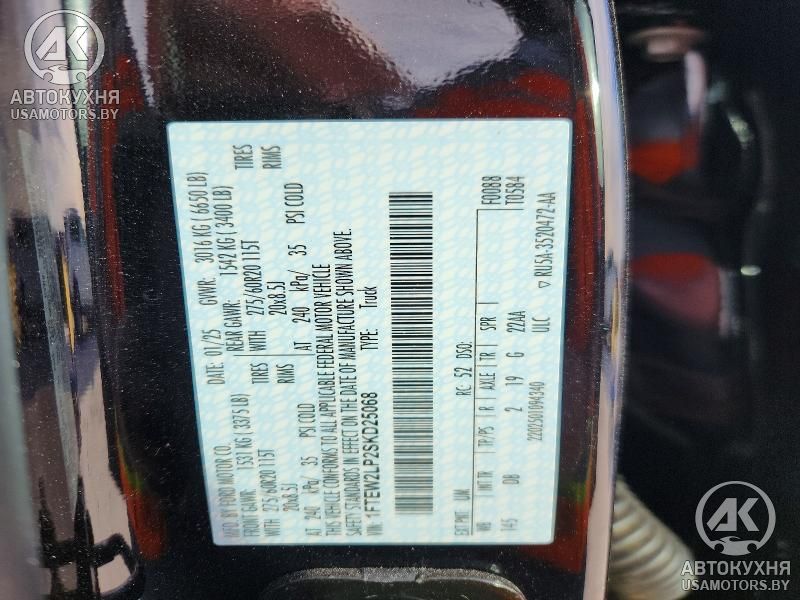 АК
АВТОКУХНЯ
USAMOTORS.BY
MFD. BY FORD MOTOR CO.
DATE: 01/25 GVWR: 3016 KG ( 6650 LB)
FRONT GAWR: 1531 KG ( 3375 LB)
REAR GAWR: 1542 KG ( 3400 LB)
275/60R20 115T TIRES
WITH 275/60R20 115T TIRES
20x8.5J RIMS
20x8.5J RIMS
AT 240 kPa/ 35 PSI COLD
AT 240 kPa/ 35 PSI COLD
THIS VEHICLE CONFORMS TO ALL APPLICABLE FEDERAL MOTOR VEHICLE
SAFETY STANDARDS IN EFFECT ON THE DATE OF MANUFACTURE SHOWN ABOVE.
VIN: 1FTEW2LP2SKD25068 TYPE: Truck
F0088
T0584
EXT PNT: UM RC: 52 DSO:
WB INT TR TP/PS R AXLE TR SPR
145 DB 2 19 G 22AA
2202501094340 ULC ▽ RU5A-3520472-AA
АК
АВТОКУХНЯ
USAMOTORS.BY